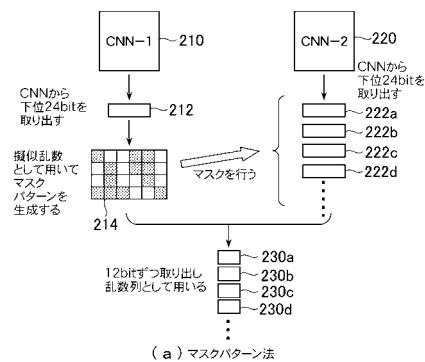 CNN-1
210
CNN-2
220
CNNから
下位24bitを
取り出す
212
CNNから
下位24bitを
取り出す
222a
222b
222c
222d
擬似乱数
として用いて
マスク
パターンを
生成する
214
マスクを行う
12bitずつ取り出し
乱数列として用いる
230a
230b
230c
230d
(a)マスクパターン法